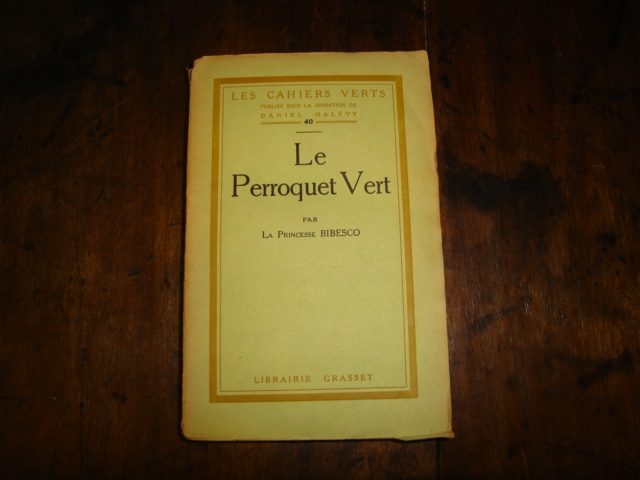 LES CAHIERS VERTS
PUBLIÉS SOUS LA DIRECTION DE
DANIEL HALÉVY
40
Le
Perroquet Vert
PAR
LA PRINCESSE BIBESCO
LIBRAIRIE GRASSET